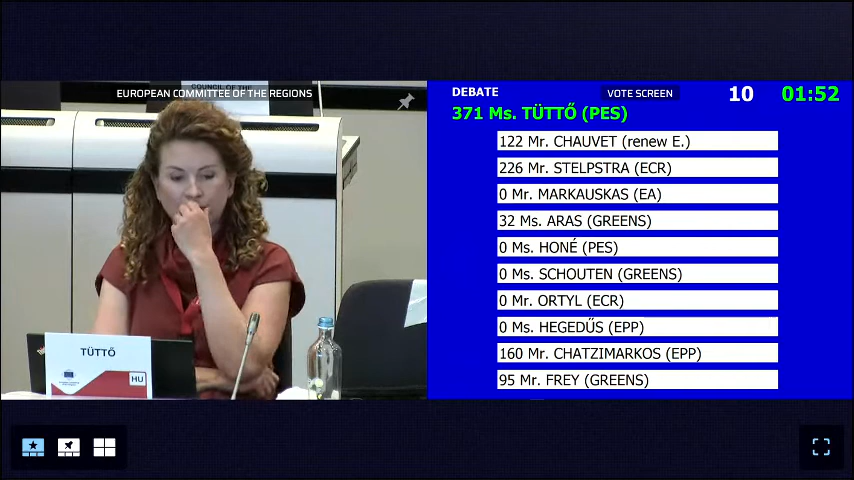 COUNCIL OF THE
EUROPEAN COMMITTEE OF THE REGIONS
DEBATE
VOTE SCREEN
10
01:52
371 Ms. TÜTTŐ (PES)
122 Mr. CHAUVET (renew E.)
226 Mr. STELPSTRA (ECR)
0 Mr. MARKAUSKAS (EA)
32 Ms. ARAS (GREENS)
0 Ms. HONÉ (PES)
0 Ms. SCHOUTEN (GREENS)
0 Mr. ORTYL (ECR)
0 Ms. HEGEDŰS (EPP)
160 Mr. CHATZIMARKOS (EPP)
95 Mr. FREY (GREENS)
TÜTTŐ
HU